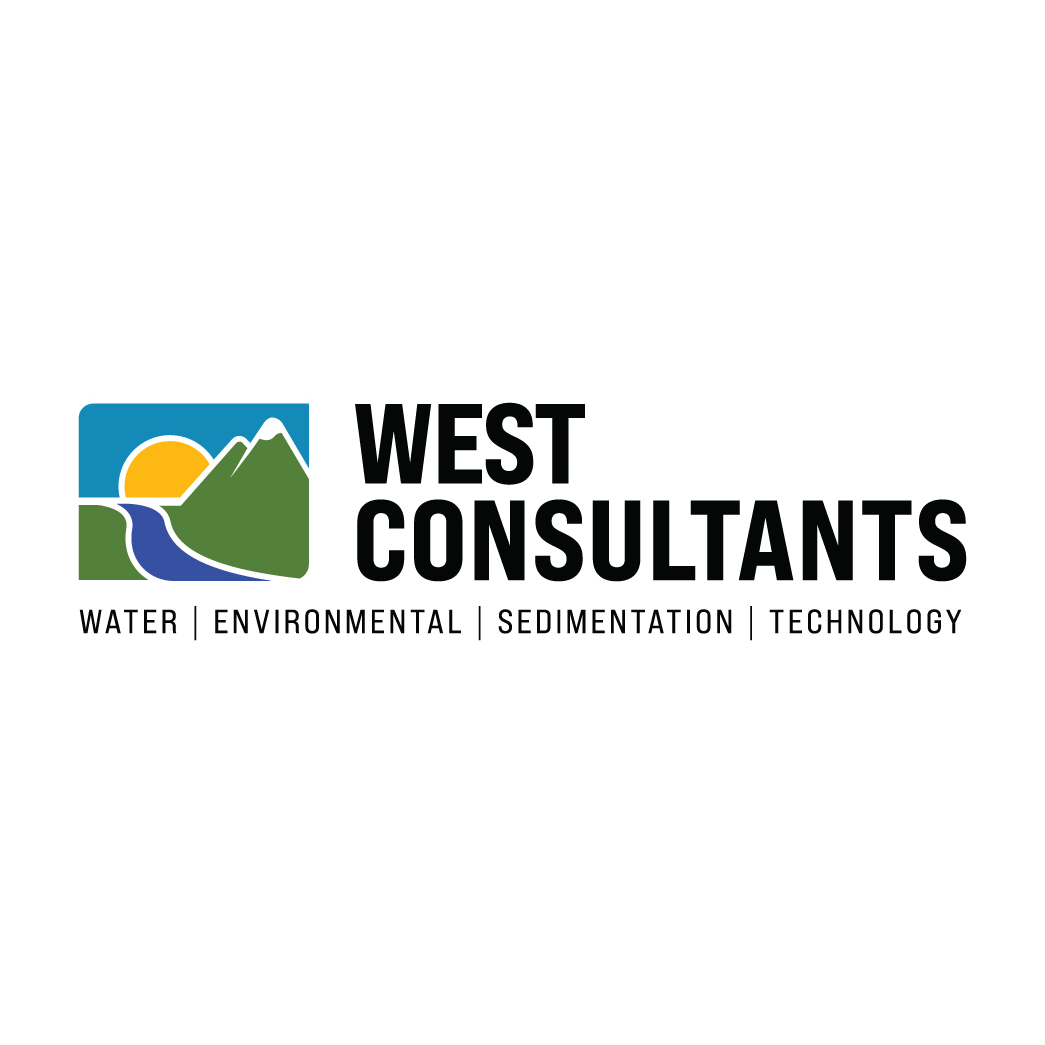 WEST
CONSULTANTS
WATER | ENVIRONMENTAL | SEDIMENTATION | TECHNOLOGY